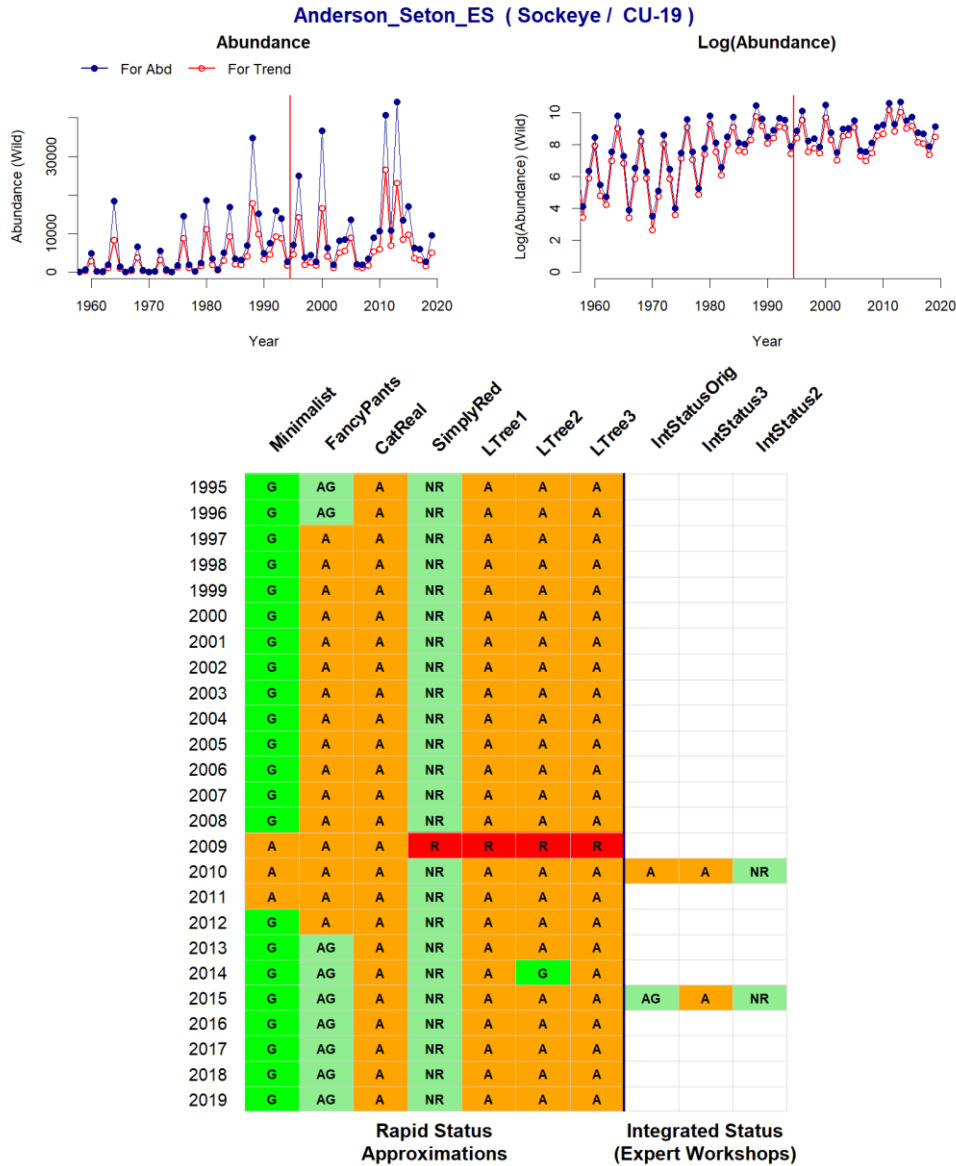 Anderson_Seton_ES ( Sockeye / CU-19 )
Abundance
For Abd For Trend
Abundance (Wild)
0 10000 30000
1960 1970 1980 1990 2000 2010 2020
Year
Log(Abundance)
Log(Abundance) (Wild)
0 2 4 6 8 10
1960 1970 1980 1990 2000 2010 2020
Year
Minimalist FancyPants CatReal SimplyRed LTree1 LTree2 LTree3 IntStatusOrig IntStatus3 IntStatus2
1995 G AG A NR A A A
1996 G AG A NR A A A
1997 G A A NR A A A
1998 G A A NR A A A
1999 G A A NR A A A
2000 G A A NR A A A
2001 G A A NR A A A
2002 G A A NR A A A
2003 G A A NR A A A
2004 G A A NR A A A
2005 G A A NR A A A
2006 G A A NR A A A
2007 G A A NR A A A
2008 G A A NR A A A
2009 A A A R R R R
2010 A A A NR A A A A A NR
2011 A A A NR A A A
2012 G A A NR A A A
2013 G AG A NR A A A
2014 G AG A NR A G A
2015 G AG A NR A A A AG A NR
2016 G AG A NR A A A
2017 G AG A NR A A A
2018 G AG A NR A A A
2019 G AG A NR A A A
Rapid Status
Approximations
Integrated Status
(Expert Workshops)